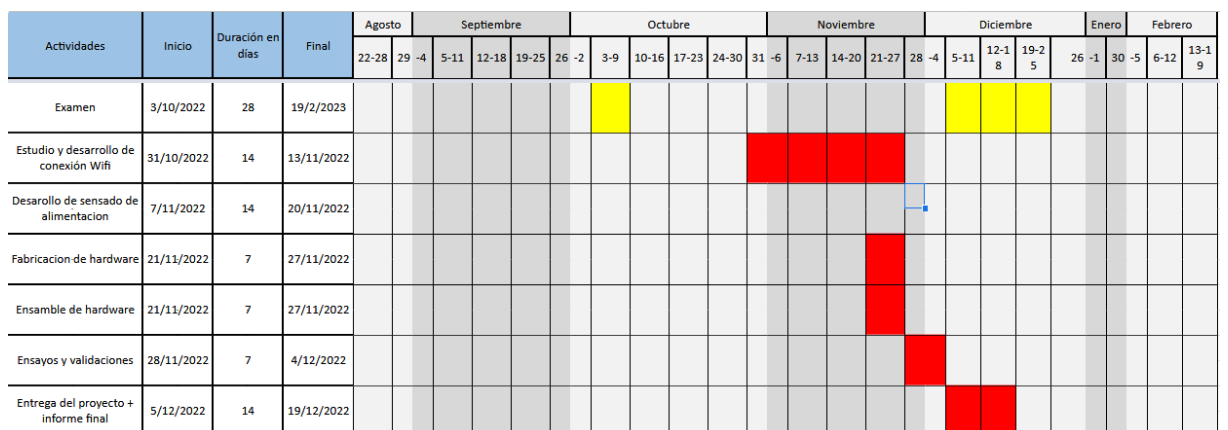 Agosto Septiembre Octubre Noviembre Diciembre Enero Febrero
Actividades Inicio Duración en días Final 22-28 29 -4 5-11 12-18 19-25 26 -2 3-9 10-16 17-23 24-30 31 -6 7-13 14-20 21-27 28 -4 5-11 12-18 19-25 26 -1 30 -5 6-12 13-19
Examen 3/10/2022 28 19/2/2023
Estudio y desarrollo de conexión Wifi 31/10/2022 14 13/11/2022
Desarollo de sensado de alimentacion 7/11/2022 14 20/11/2022
Fabricacion de hardware 21/11/2022 7 27/11/2022
Ensamble de hardware 21/11/2022 7 27/11/2022
Ensayos y validaciones 28/11/2022 7 4/12/2022
Entrega del proyecto + informe final 5/12/2022 14 19/12/2022